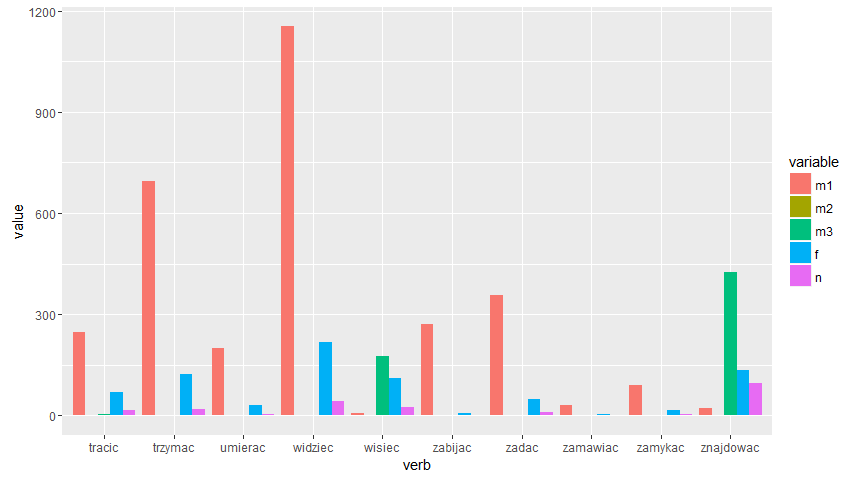 1200
900
600
300
0
value
tracic trzymac umierac widziec wisiec zabijac zadac zamawiac zamykac znajdowac
verb
variable
m1
m2
m3
f
n